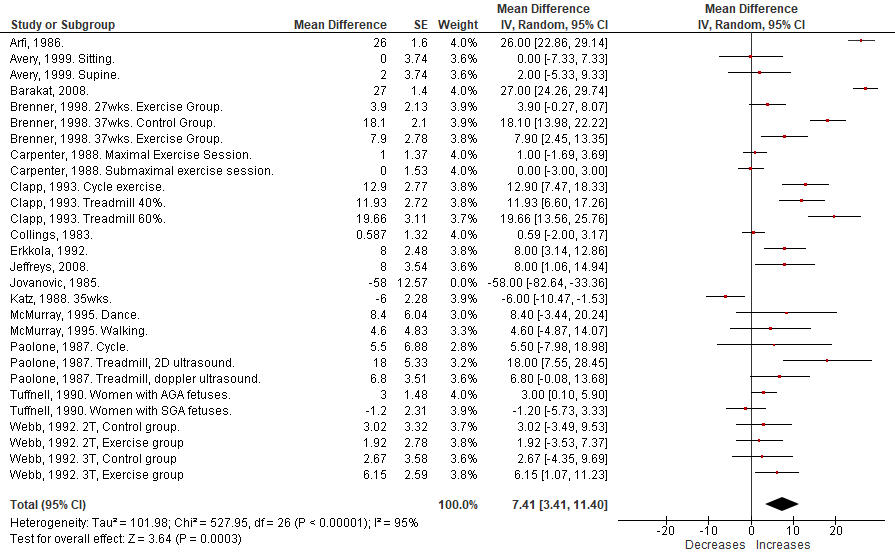 Mean Difference Mean Difference
Study or Subgroup Mean Difference SE Weight IV, Random, 95% CI IV, Random, 95% CI
Arfi, 1986. 26 1.6 4.0% 26.00 [22.86, 29.14]
Avery, 1999. Sitting. 0 3.74 3.6% 0.00 [-7.33, 7.33]
Avery, 1999. Supine. 2 3.74 3.6% 2.00 [-5.33, 9.33]
Barakat, 2008. 27 1.4 4.0% 27.00 [24.26, 29.74]
Brenner, 1998. 27wks. Exercise Group. 3.9 2.13 3.9% 3.90 [-0.27, 8.07]
Brenner, 1998. 37wks. Control Group. 18.1 2.1 3.9% 18.10 [13.98, 22.22]
Brenner, 1998. 37wks. Exercise Group. 7.9 2.78 3.8% 7.90 [2.45, 13.35]
Carpenter, 1988. Maximal Exercise Session. 1 1.37 4.0% 1.00 [-1.69, 3.69]
Carpenter, 1988. Submaximal exercise session. 0 1.53 4.0% 0.00 [-3.00, 3.00]
Clapp, 1993. Cycle exercise. 12.9 2.77 3.8% 12.90 [7.47, 18.33]
Clapp, 1993. Treadmill 40%. 11.93 2.72 3.8% 11.93 [6.60, 17.26]
Clapp, 1993. Treadmill 60%. 19.66 3.11 3.7% 19.66 [13.56, 25.76]
Collings, 1983. 0.587 1.32 4.0% 0.59 [-2.00, 3.17]
Erkkola, 1992. 8 2.48 3.8% 8.00 [3.14, 12.86]
Jeffreys, 2008. 8 3.54 3.6% 8.00 [1.06, 14.94]
Jovanovic, 1985. -58 12.57 0.0% -58.00 [-82.64, -33.36]
Katz, 1988. 35wks. -6 2.28 3.9% -6.00 [-10.47, -1.53]
McMurray, 1995. Dance. 8.4 6.04 3.0% 8.40 [-3.44, 20.24]
McMurray, 1995. Walking. 4.6 4.83 3.3% 4.60 [-4.87, 14.07]
Paolone, 1987. Cycle. 5.5 6.88 2.8% 5.50 [-7.98, 18.98]
Paolone, 1987. Treadmill, 2D ultrasound. 18 5.33 3.2% 18.00 [7.55, 28.45]
Paolone, 1987. Treadmill, doppler ultrasound. 6.8 3.51 3.6% 6.80 [-0.08, 13.68]
Tuffnell, 1990. Women with AGA fetuses. 3 1.48 4.0% 3.00 [0.10, 5.90]
Tuffnell, 1990. Women with SGA fetuses. -1.2 2.31 3.9% -1.20 [-5.73, 3.33]
Webb, 1992. 2T, Control group. 3.02 3.32 3.7% 3.02 [-3.49, 9.53]
Webb, 1992. 2T, Exercise group 1.92 2.78 3.8% 1.92 [-3.53, 7.37]
Webb, 1992. 3T, Control group 2.67 3.58 3.6% 2.67 [-4.35, 9.69]
Webb, 1992. 3T, Exercise group 6.15 2.59 3.8% 6.15 [1.07, 11.23]
Total (95% CI) 100.0% 7.41 [3.41, 11.40]
Heterogeneity: Tau² = 101.98; Chi² = 527.95, df = 26 (P < 0.00001); I² = 95%
Test for overall effect: Z = 3.64 (P = 0.0003)
-20 -10 0 10 20
Decreases Increases